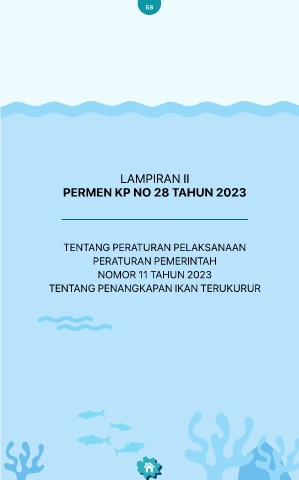 58
LAMPIRAN II
PERMEN KP NO 28 TAHUN 2023
TENTANG PERATURAN PELAKSANAAN
PERATURAN PEMERINTAH
NOMOR 11 TAHUN 2023
TENTANG PENANGKAPAN IKAN TERUKURUR